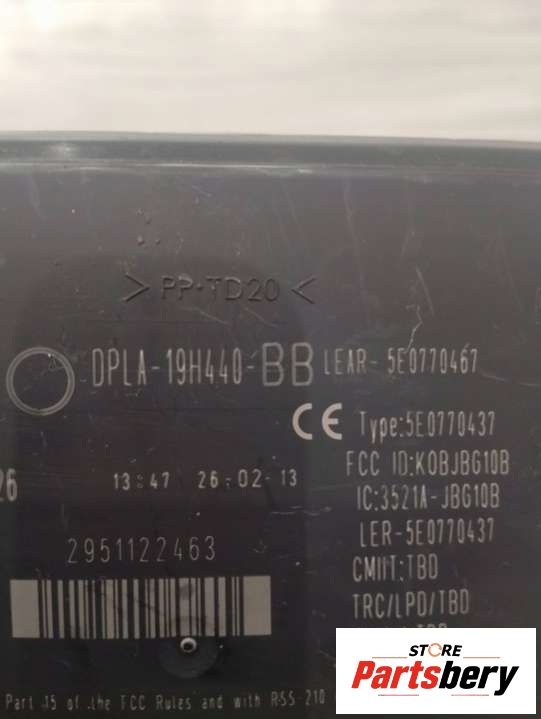 >PP-TD20<
DPLA-19H440-BB LEAR-5E0770467
CE Type:5E0770437
FCC ID:KOBJBG10B
26 13:47 26-02-13
IC:3521A-JBG10B
LER-5E0770437
2951122463
CMIIT:TBD
TRC/LPD/TBD
Part 15 of the FCC Rules and with RSS-210
STORE
Partsbery